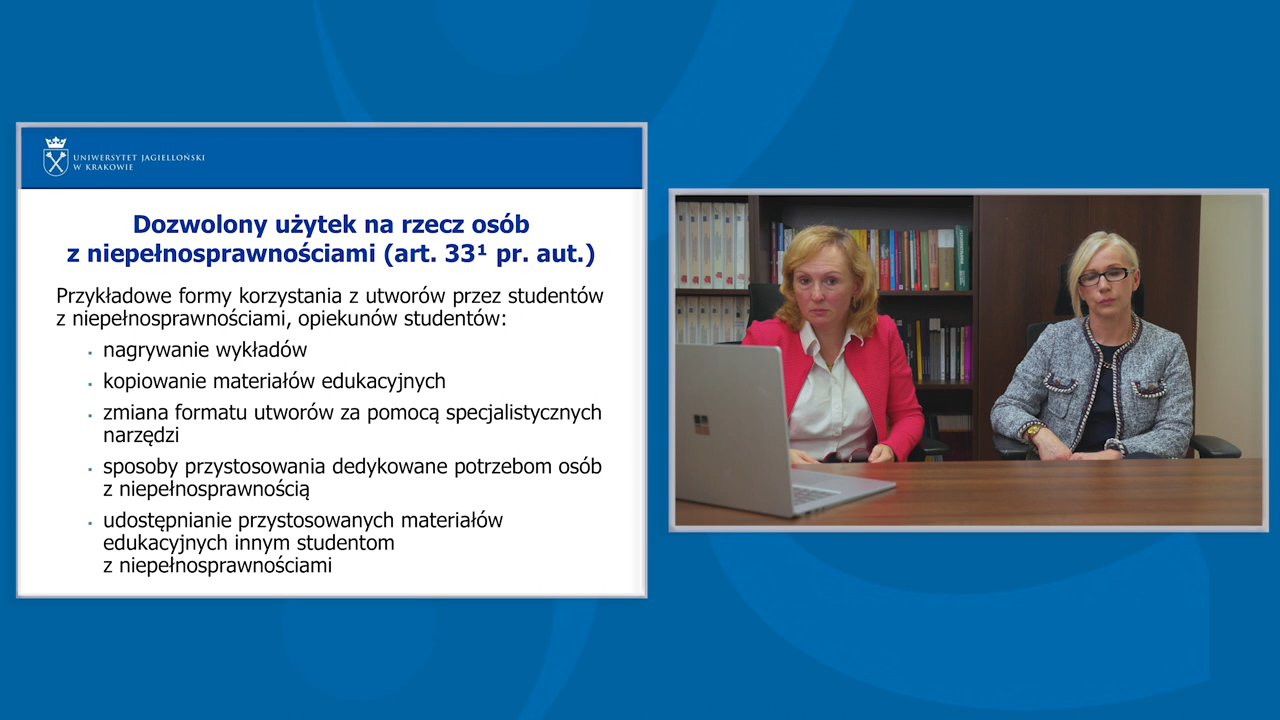 UNIWERSYTET JAGIELLOŃSKI
W KRAKOWIE
Dozwolony użytek na rzecz osób
z niepełnosprawnościami (art. 33¹ pr. aut.)
Przykładowe formy korzystania z utworów przez studentów
z niepełnosprawnościami, opiekunów studentów:
nagrywanie wykładów
kopiowanie materiałów edukacyjnych
zmiana formatu utworów za pomocą specjalistycznych
narzędzi
sposoby przystosowania dedykowane potrzebom osób
z niepełnosprawnością
udostępnianie przystosowanych materiałów
edukacyjnych innym studentom
z niepełnosprawnościami